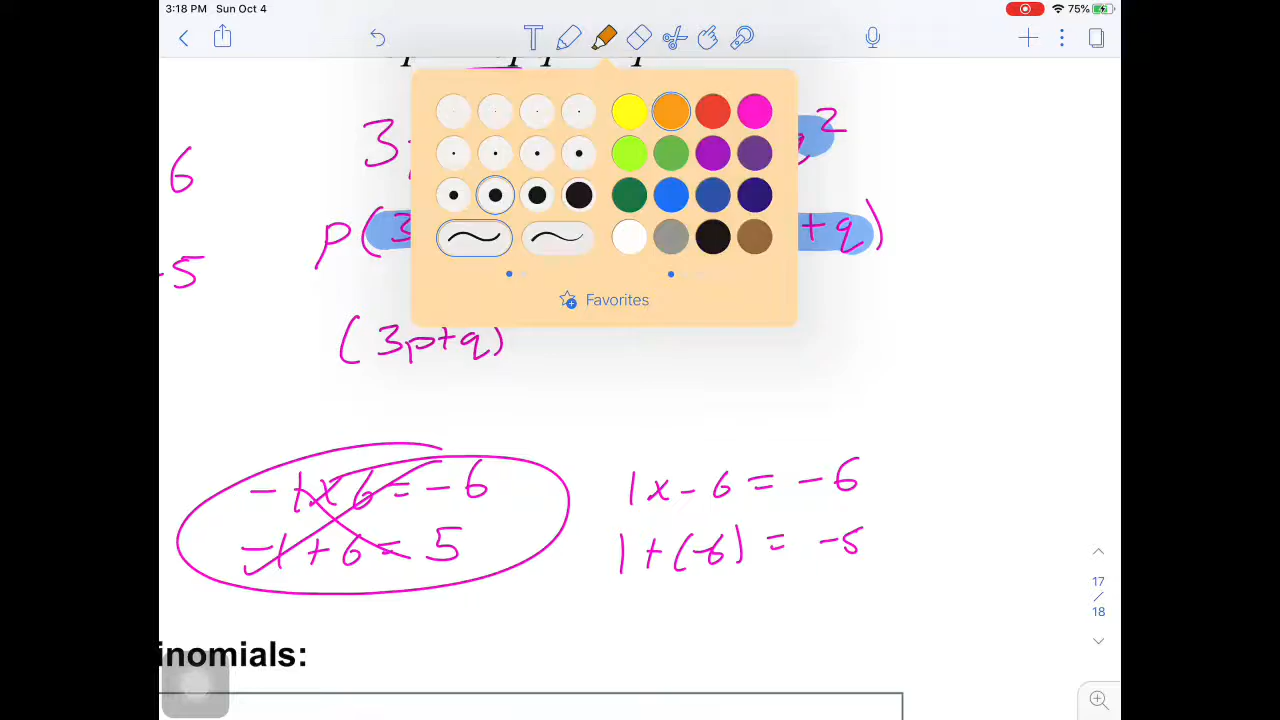 3:18 PM Sun Oct 4
75%
T
6
3
2
p(3
+q)
-5
Favorites
(3p+q)
-1x6=-6
1x-6=-6
-1+6=5
1+(-6)=-5
17
/
18
inomials: